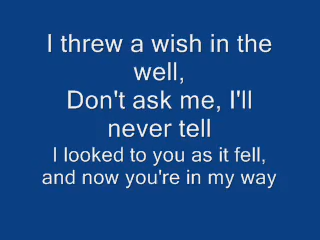 I threw a wish in the
well,
Don't ask me, I'll
never tell
I looked to you as it fell,
and now you're in my way